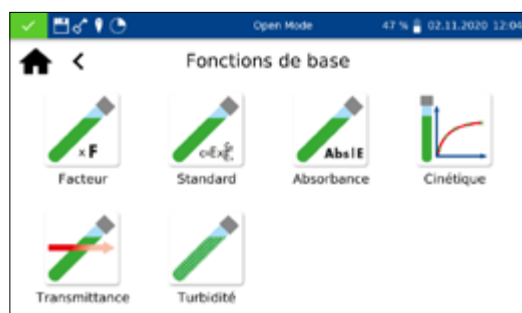 Open Mode 47 % 02.11.2020 12:04
Fonctions de base
× F
Abs|E
Facteur Standard Absorbance Cinétique
Transmittance Turbidité